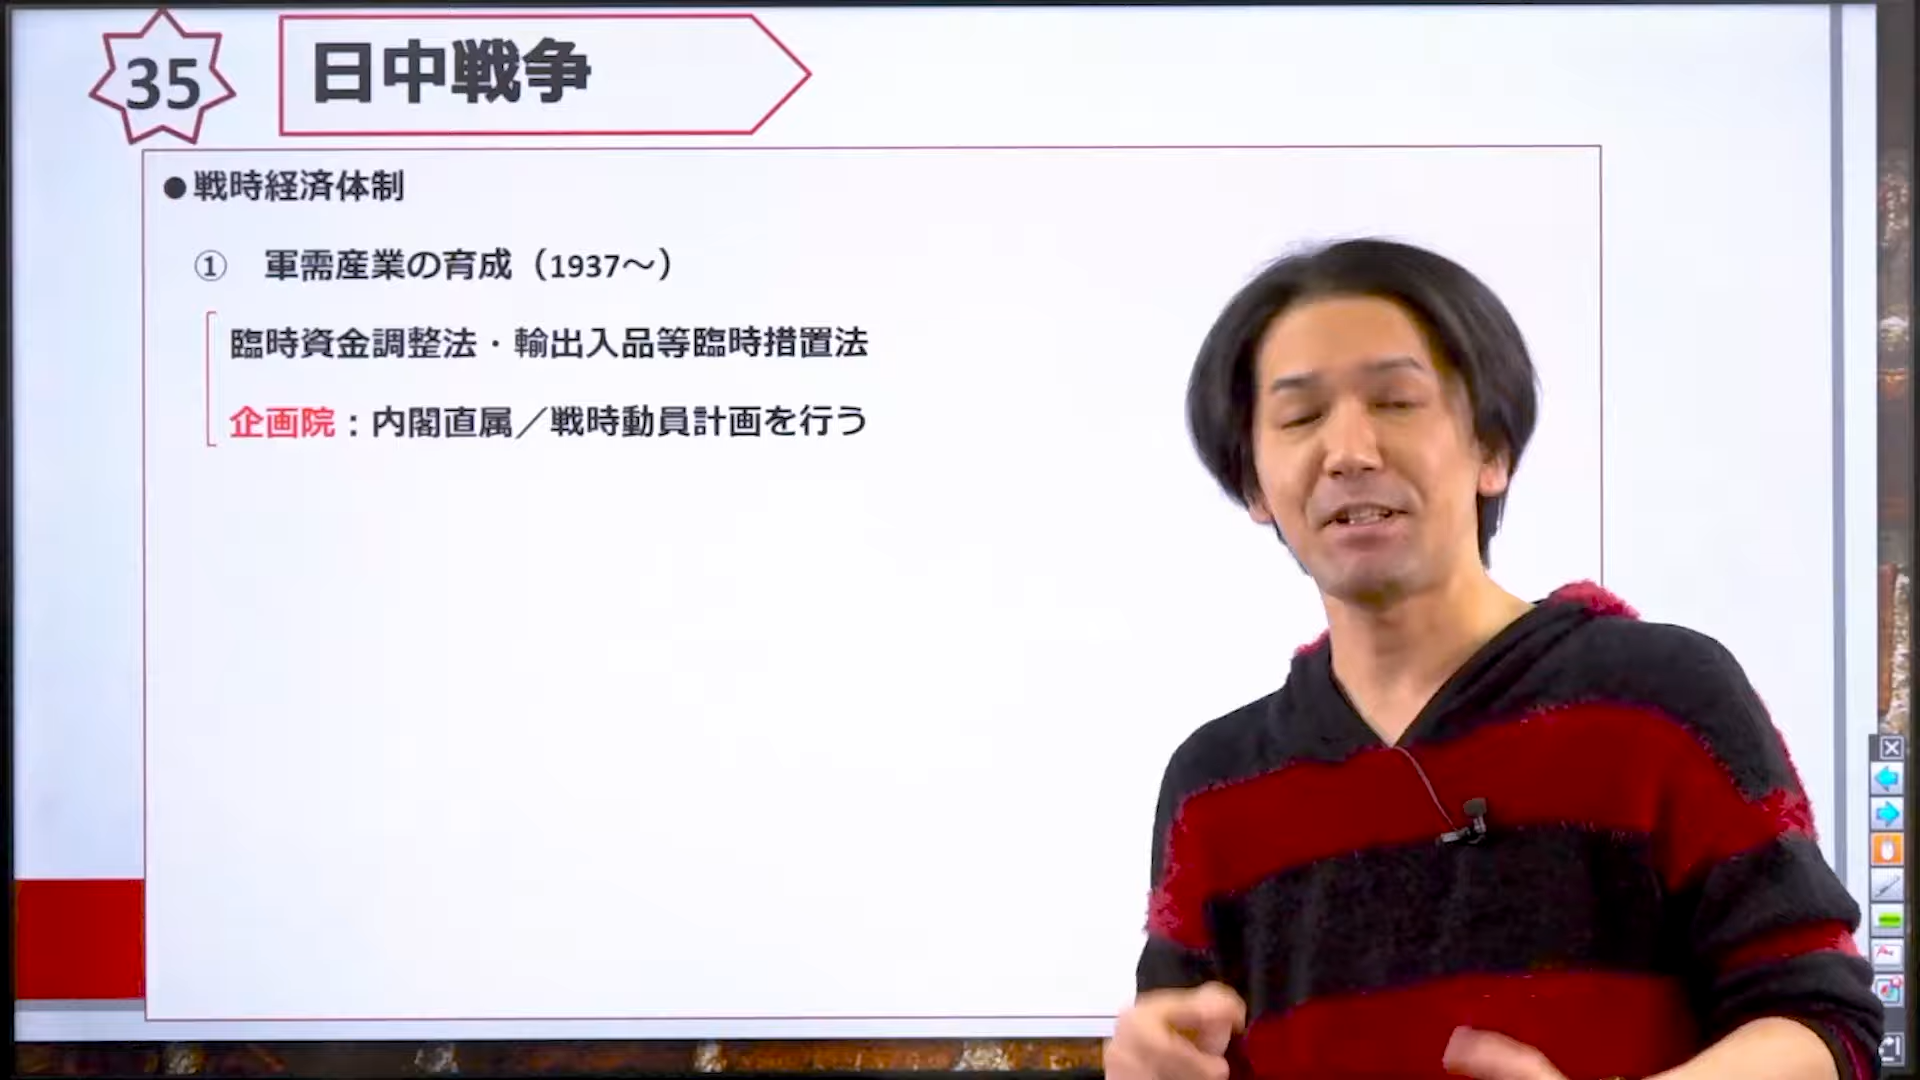 35
日中戦争
●戦時経済体制
① 軍需産業の育成（1937～）
臨時資金調整法・輸出入品等臨時措置法
企画院：内閣直属／戦時動員計画を行う